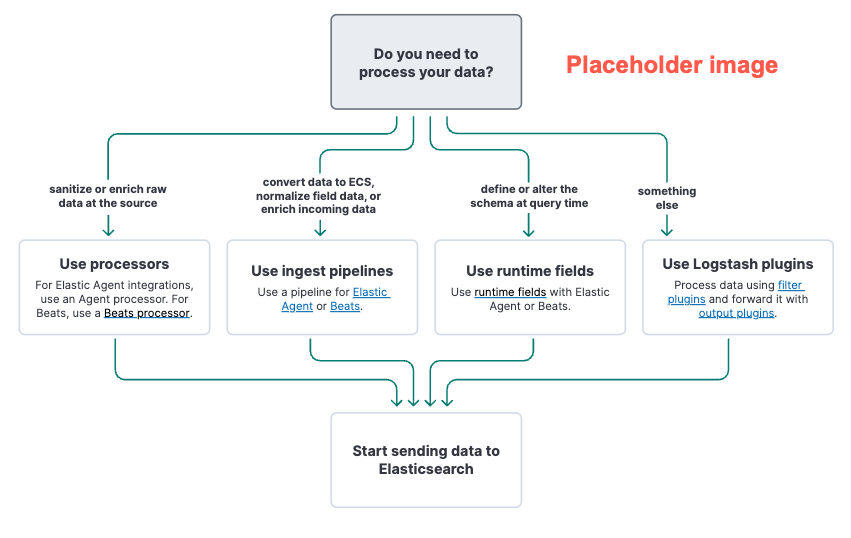 Do you need to
process your data?
Placeholder image
sanitize or enrich raw
data at the source
convert data to ECS,
normalize field data, or
enrich incoming data
define or alter the
schema at query time
something
else
Use processors
For Elastic Agent integrations,
use an Agent processor. For
Beats, use a Beats processor.
Use ingest pipelines
Use a pipeline for Elastic
Agent or Beats.
Use runtime fields
Use runtime fields with Elastic
Agent or Beats.
Use Logstash plugins
Process data using filter
plugins and forward it with
output plugins.
Start sending data to
Elasticsearch